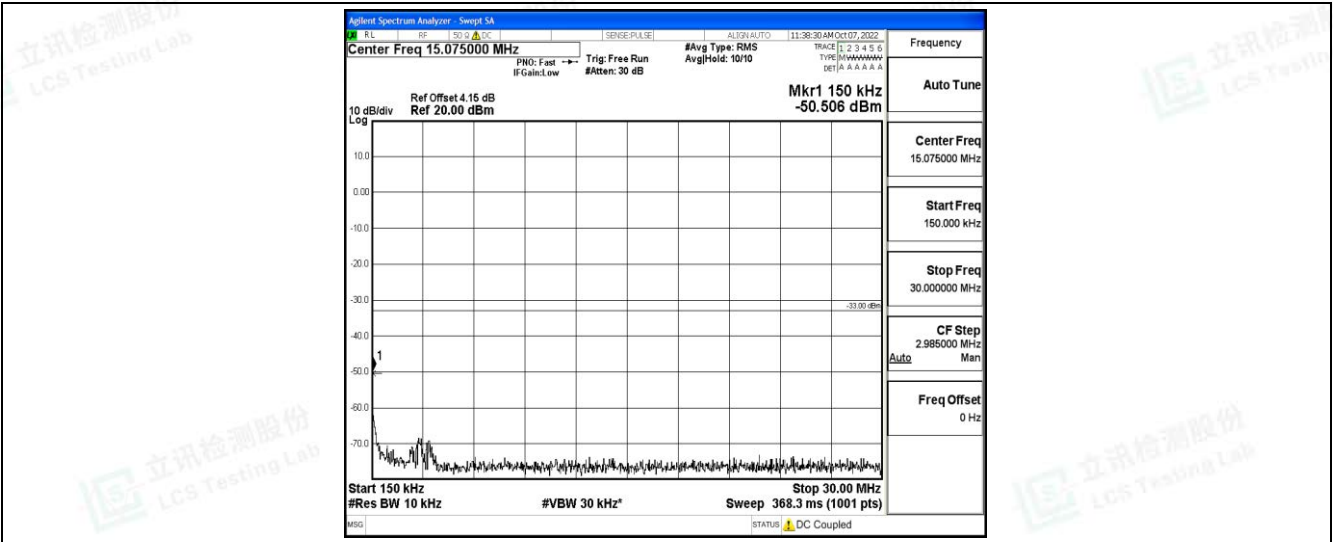 Agilent Spectrum Analyzer - Swept SA
RL RF 50 Ω DC SENSE:PULSE ALIGN AUTO 11:38:30 AM Oct 07, 2022
Center Freq 15.075000 MHz
PNO: Fast
IFGain:Low
Trig: Free Run
#Atten: 30 dB
#Avg Type: RMS
Avg|Hold: 10/10
TRACE 1 2 3 4 5 6
TYPE M
DET A A A A A A
Frequency
Auto Tune
Mkr1 150 kHz
-50.506 dBm
Ref Offset 4.15 dB
10 dB/div Ref 20.00 dBm
Log
10.0
0.00
-10.0
-20.0
-30.0
-40.0
-50.0
-60.0
-70.0
-33.00 dBm
1
Center Freq
15.075000 MHz
Start Freq
150.000 kHz
Stop Freq
30.000000 MHz
CF Step
2.985000 MHz
Auto Man
Freq Offset
0 Hz
Start 150 kHz Stop 30.00 MHz
#Res BW 10 kHz #VBW 30 kHz* Sweep 368.3 ms (1001 pts)
MSG STATUS DC Coupled
立讯检测股份
LCS Testing Lab
立讯检测股份
LCS Testing Lab
立讯检测股份
LCS Testing Lab
立讯检测股份
LCS Testing Lab